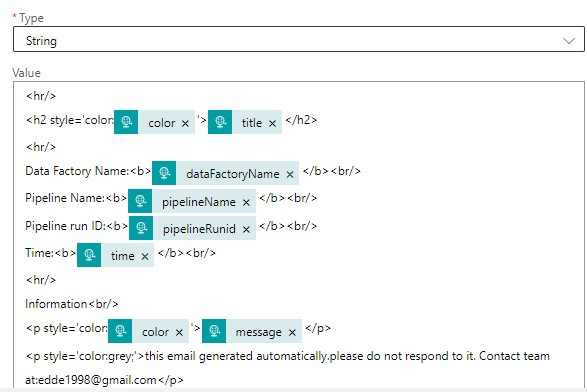 * Type
String
Value
<hr/>
<h2 style='color: color × '> title × </h2>
<hr/>
Data Factory Name:<b> dataFactoryName × </b><br/>
Pipeline Name:<b> pipelineName × </b><br/>
Pipeline run ID:<b> pipelineRunid × </b><br/>
Time:<b> time × </b><br/>
<hr/>
Information<br/>
<p style='color: color × '> message × </p>
<p style='color:grey;'>this email generated automatically.please do not respond to it. Contact team
at:edde1998@gmail.com</p>